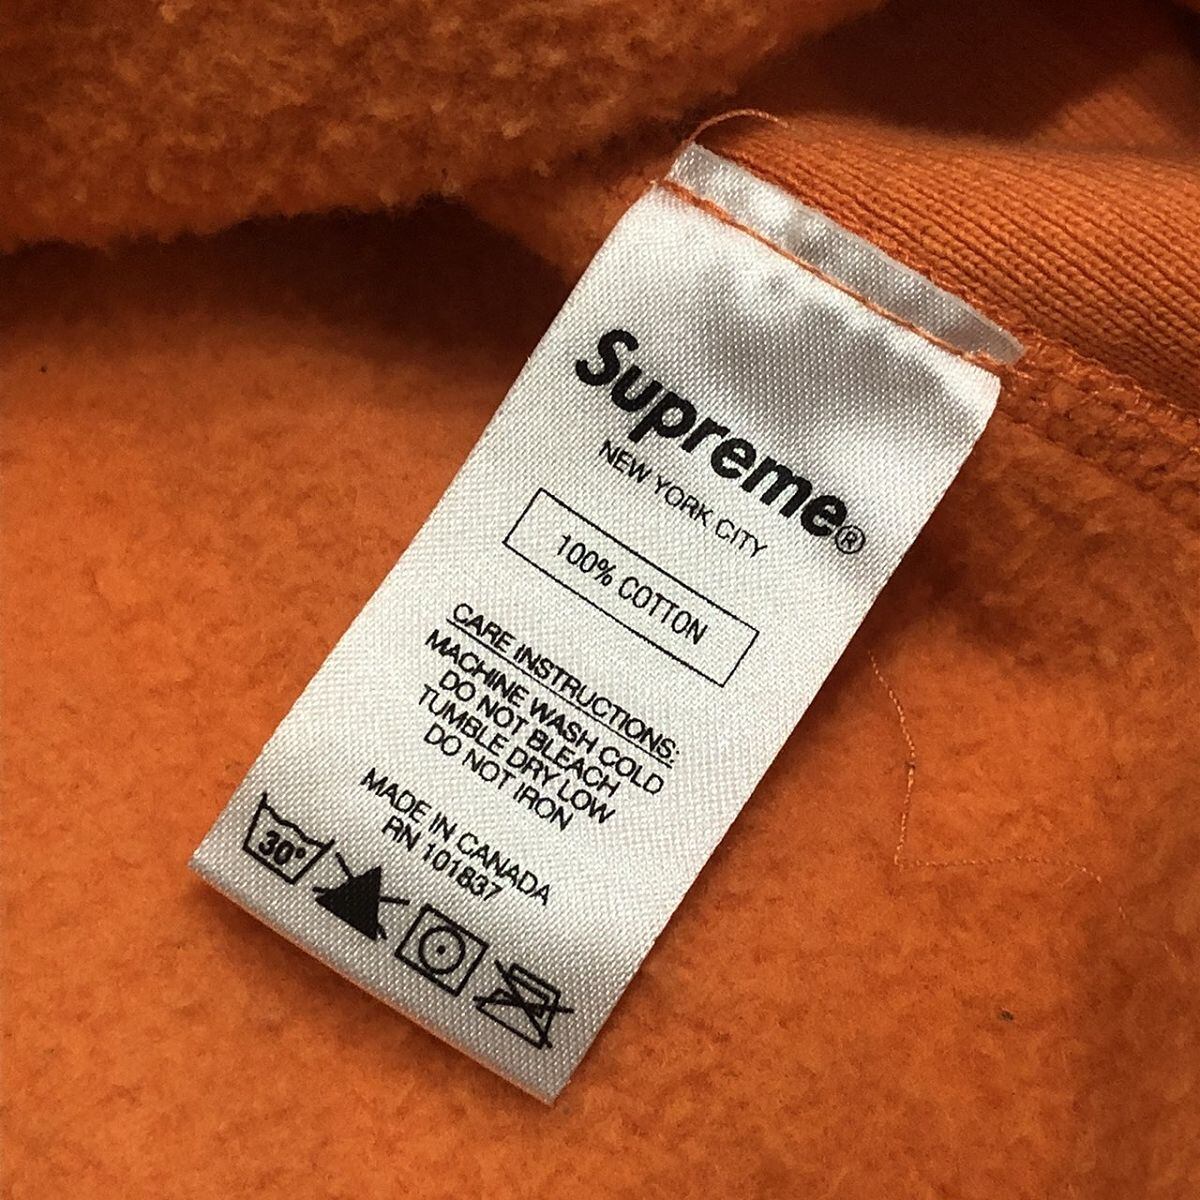 Supreme®
NEW YORK CITY
100% COTTON
CARE INSTRUCTIONS:
MACHINE WASH COLD
DO NOT BLEACH
TUMBLE DRY LOW
DO NOT IRON
MADE IN CANADA
RN 101837
30°